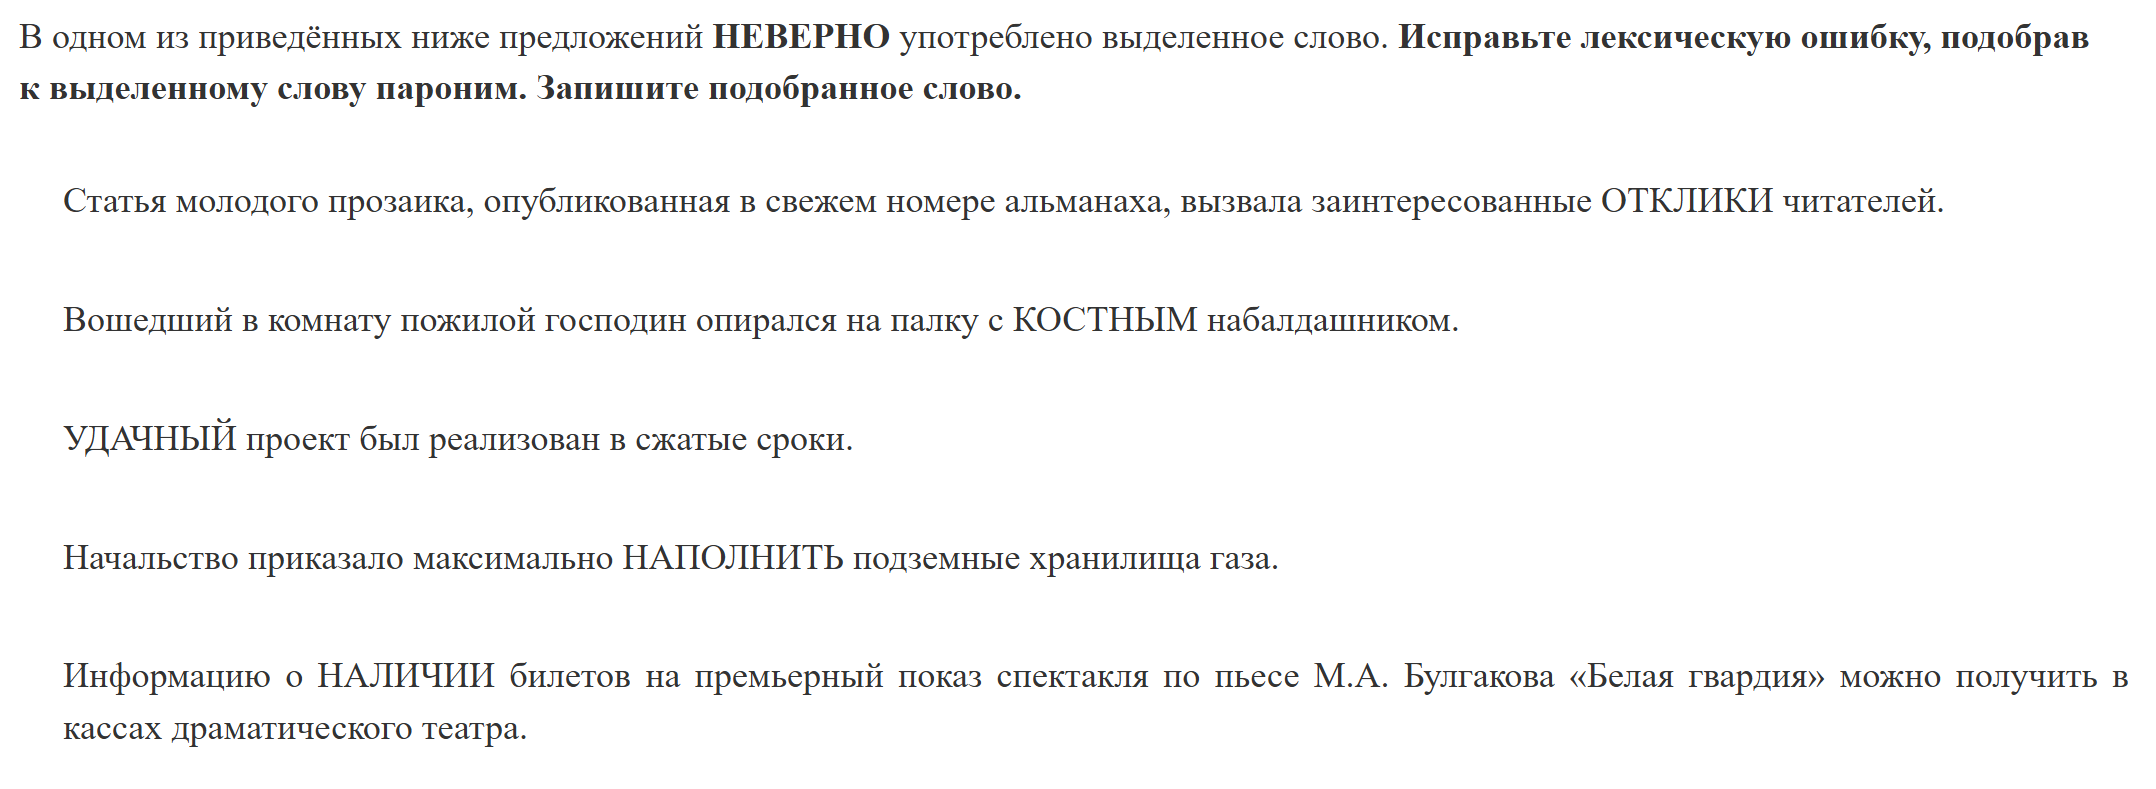 В одном из приведённых ниже предложений НЕВЕРНО употреблено выделенное слово. Исправьте лексическую ошибку, подобрав
к выделенному слову пароним. Запишите подобранное слово.
Статья молодого прозаика, опубликованная в свежем номере альманаха, вызвала заинтересованные ОТКЛИКИ читателей.
Вошедший в комнату пожилой господин опирался на палку с КОСТНЫМ набалдашником.
УДАЧНЫЙ проект был реализован в сжатые сроки.
Начальство приказало максимально НАПОЛНИТЬ подземные хранилища газа.
Информацию о НАЛИЧИИ билетов на премьерный показ спектакля по пьесе М.А. Булгакова «Белая гвардия» можно получить в
кассах драматического театра.